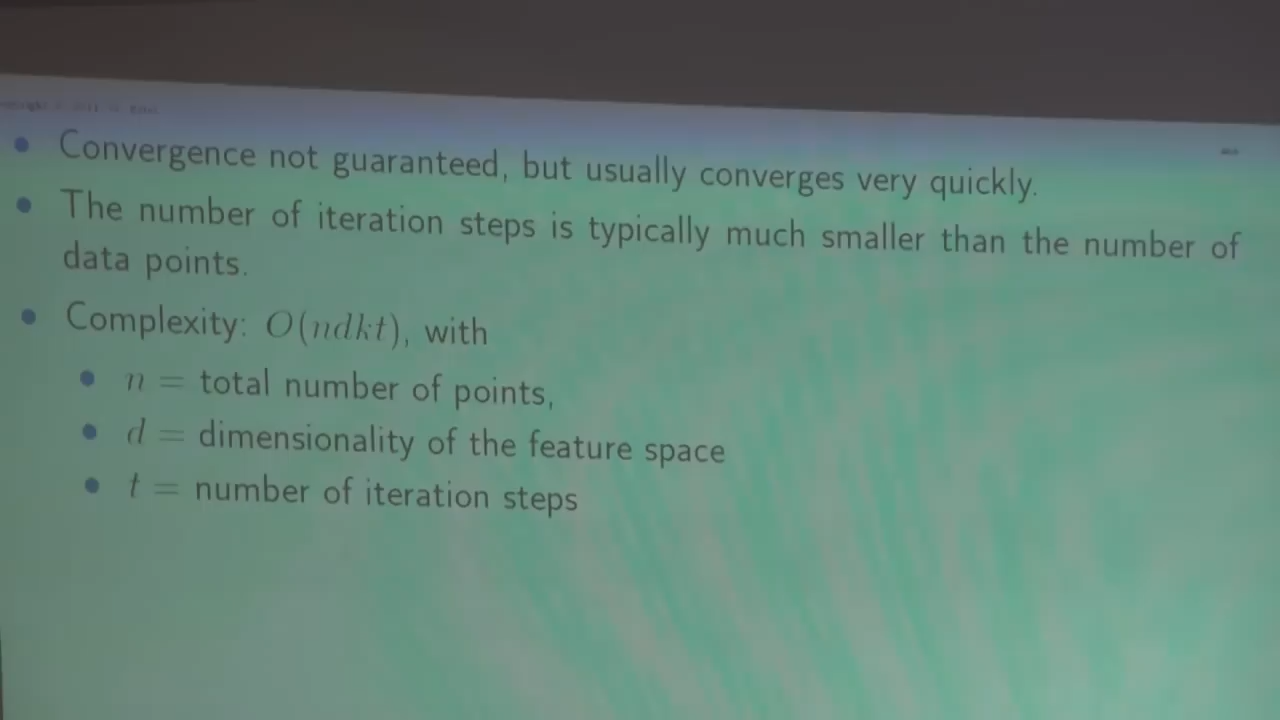 • Convergence not guaranteed, but usually converges very quickly.
• The number of iteration steps is typically much smaller than the number of
data points.
• Complexity: O(ndkt), with
• n = total number of points,
• d = dimensionality of the feature space
• t = number of iteration steps